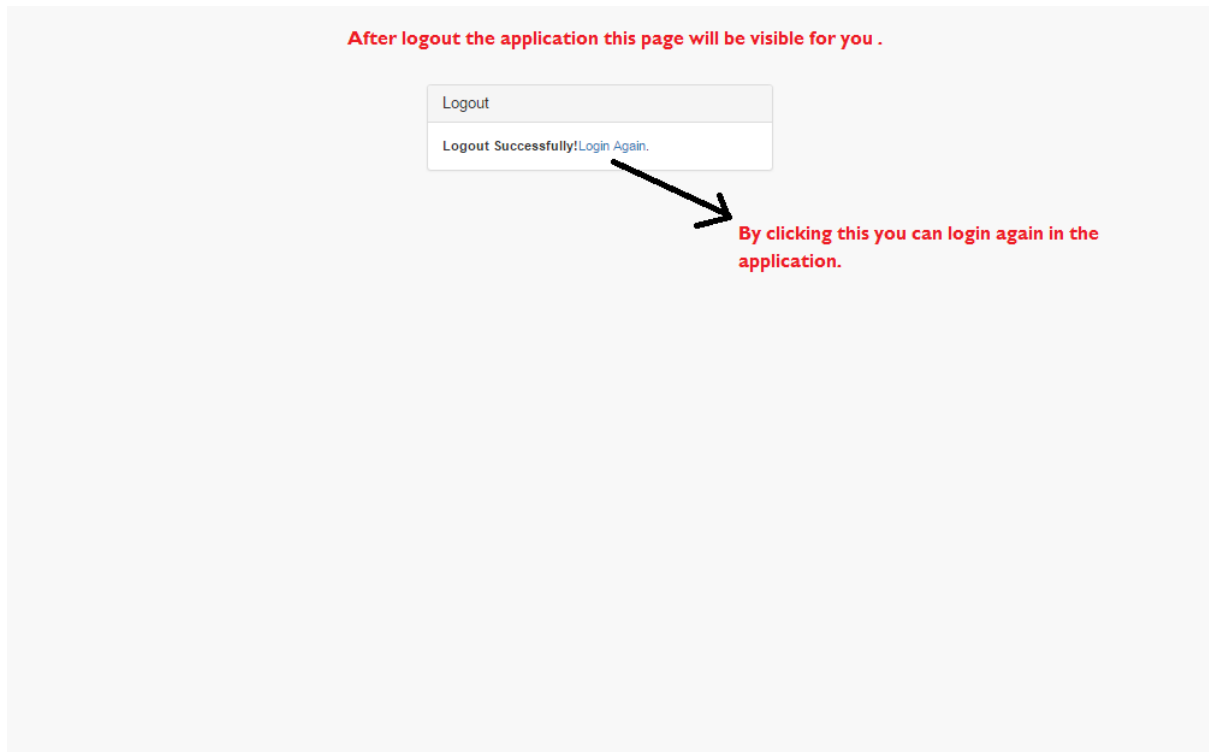 After logout the application this page will be visible for you .
Logout
Logout Successfully!Login Again.
By clicking this you can login again in the
application.